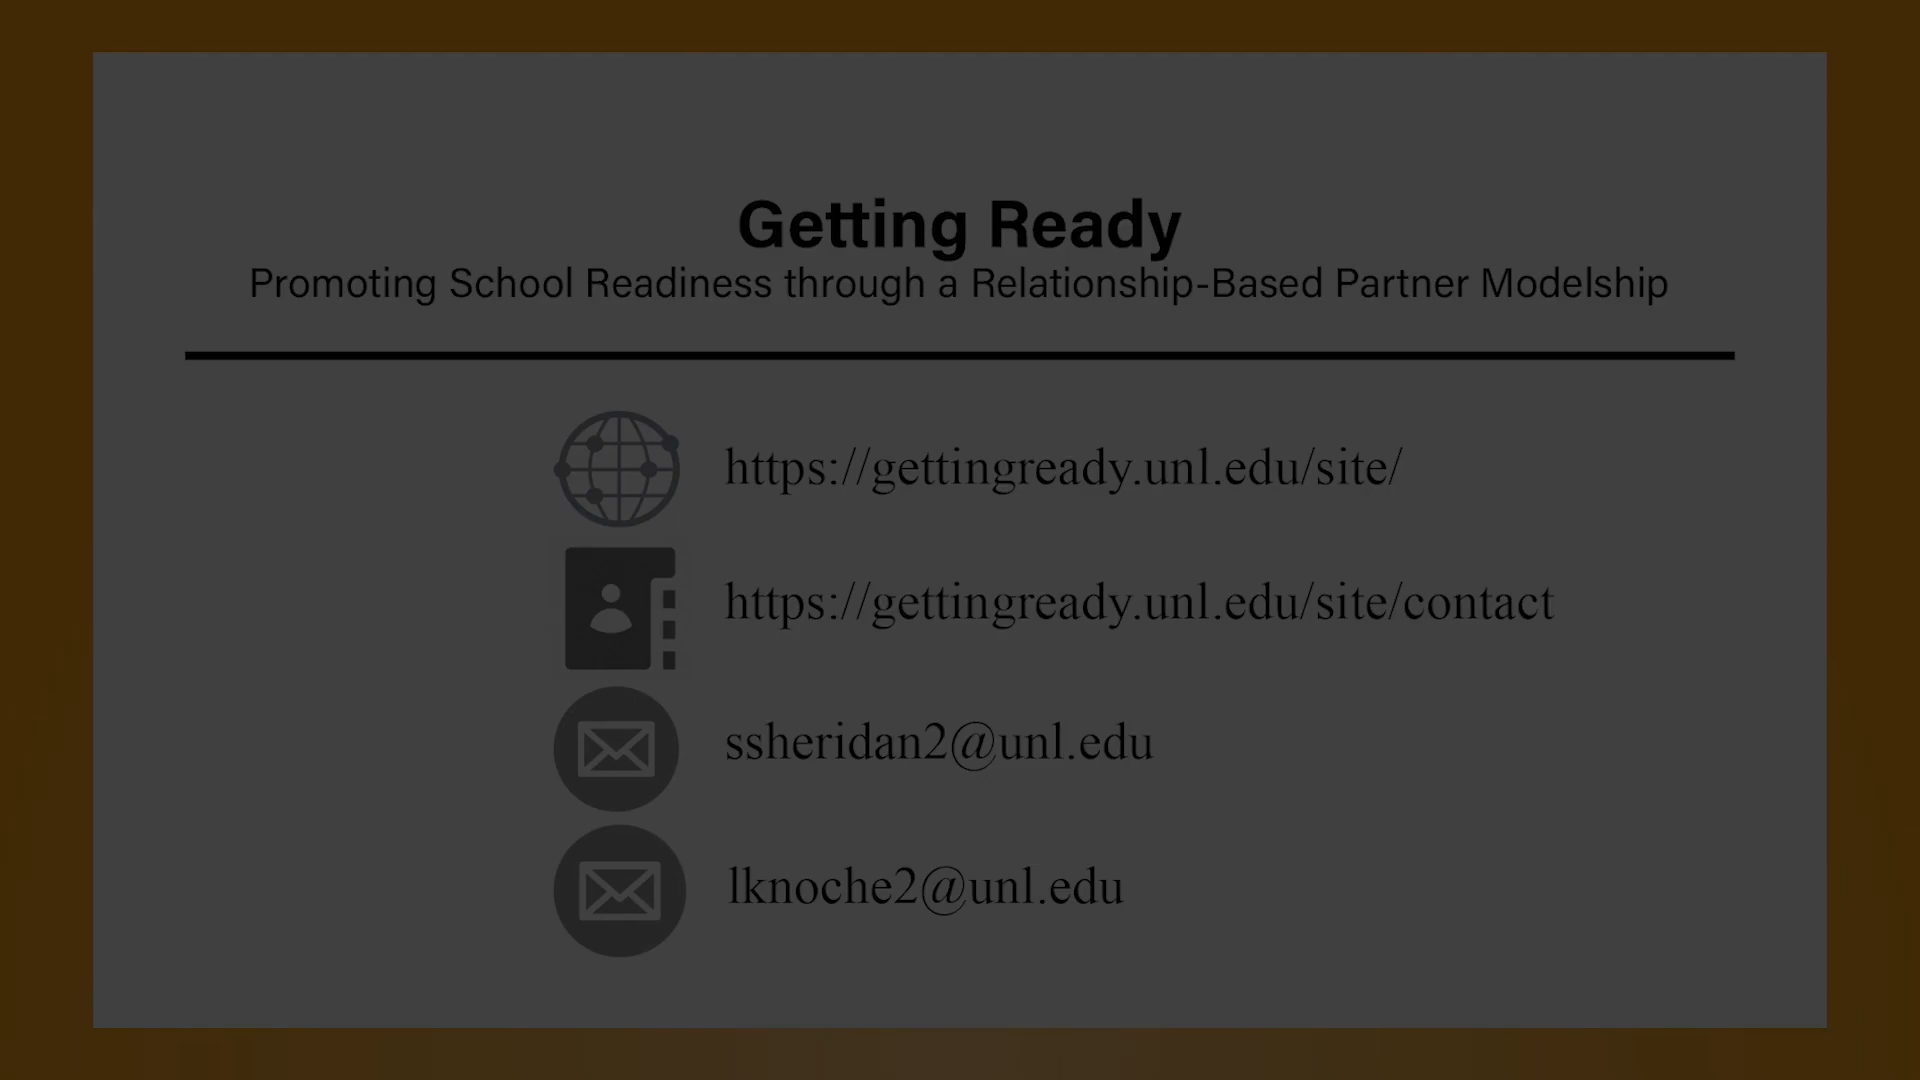 Getting Ready
Promoting School Readiness through a Relationship-Based Partner Modelship
https://gettingready.unl.edu/site/
https://gettingready.unl.edu/site/contact
ssheridan2@unl.edu
lknoche2@unl.edu